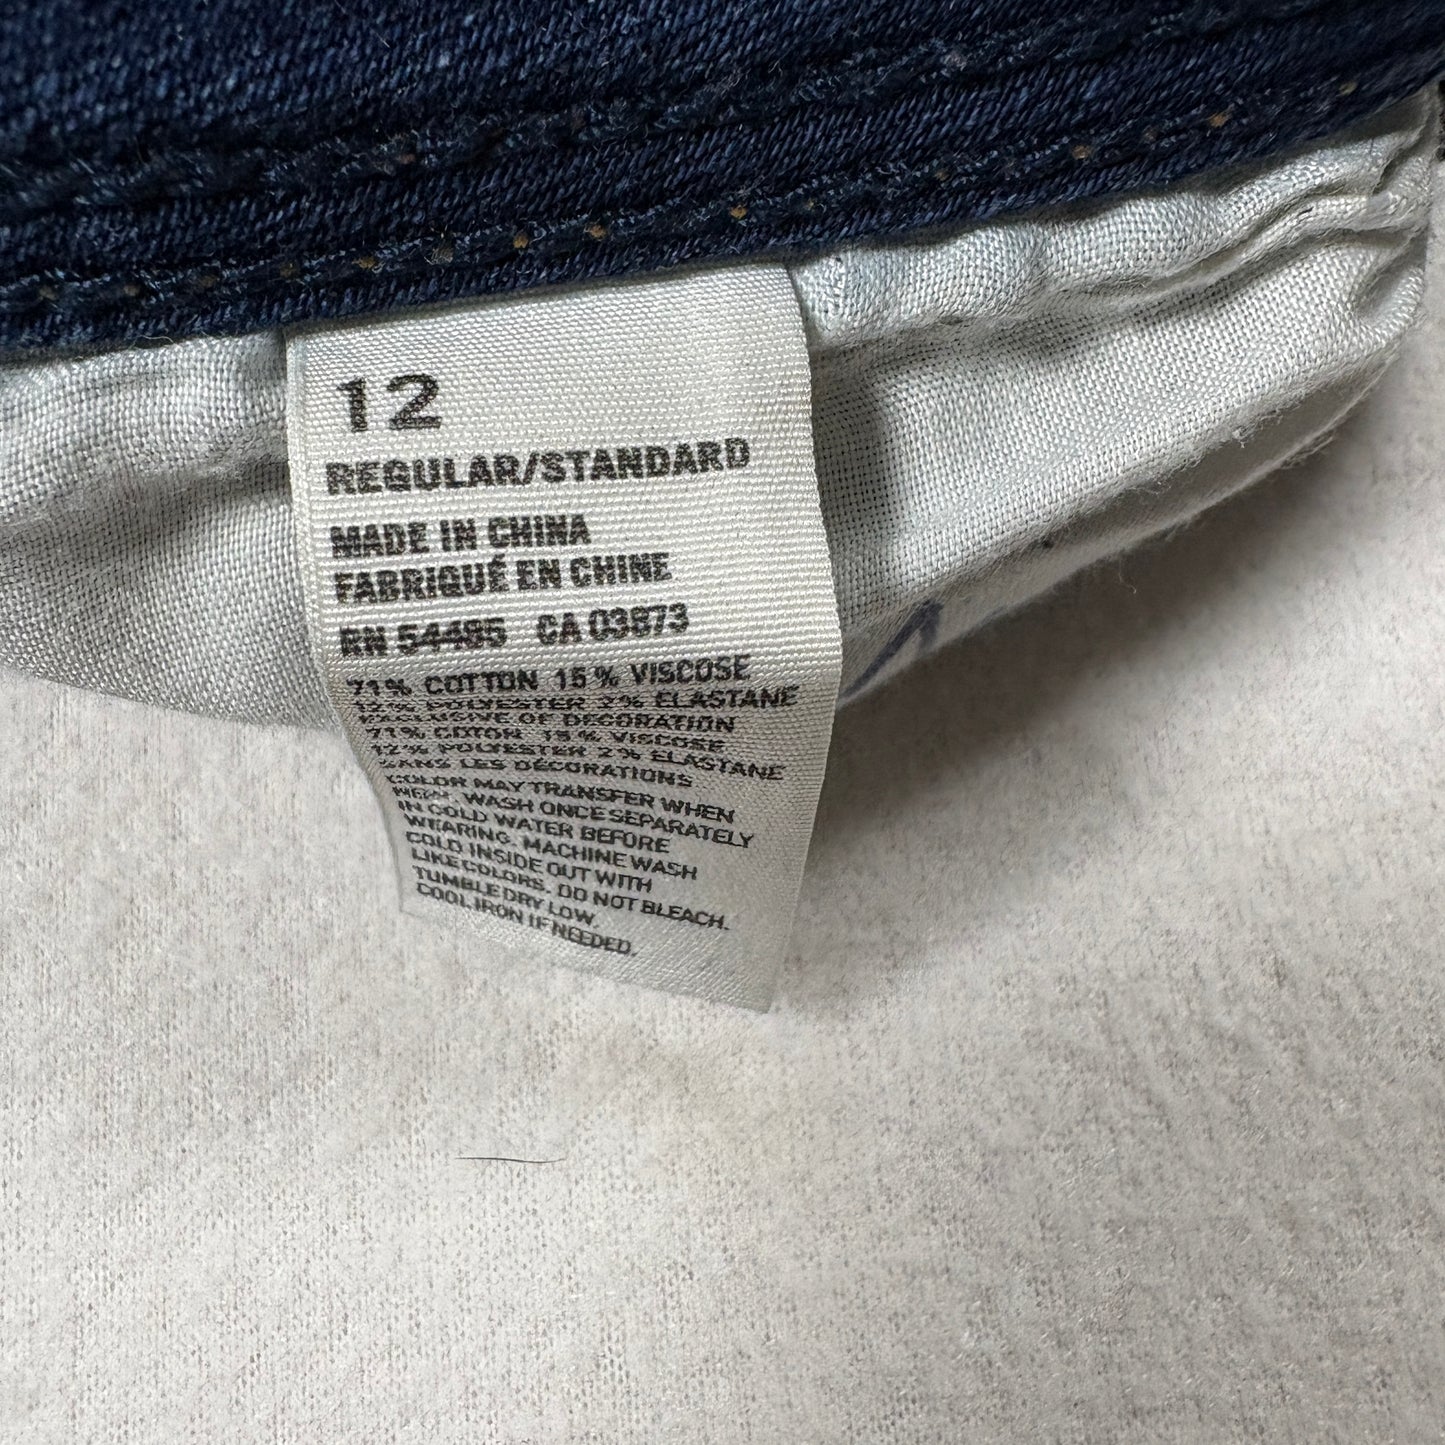 12
REGULAR/STANDARD
MADE IN CHINA
FABRIQUÉ EN CHINE
RN 54485 CA 03873
71% COTTON 15% VISCOSE
12% POLYESTER 2% ELASTANE
EXCLUSIVE OF DECORATION
71% COTON 15% VISCOSE
12% POLYESTER 2% ELASTANE
SANS LES DÉCORATIONS
COLOR MAY TRANSFER WHEN
NEW. WASH ONCE SEPARATELY
IN COLD WATER BEFORE
WEARING. MACHINE WASH
COLD INSIDE OUT WITH
LIKE COLORS. DO NOT BLEACH.
TUMBLE DRY LOW.
COOL IRON IF NEEDED.